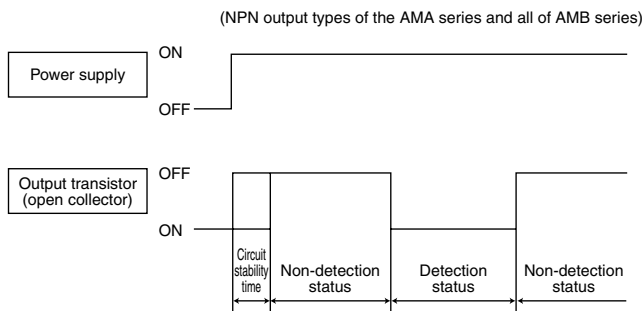 (NPN output types of the AMA series and all of AMB series)
ON
Power supply
OFF
OFF
Output transistor
(open collector)
ON
Circuit
stability
time
Non-detection
status
Detection
status
Non-detection
status